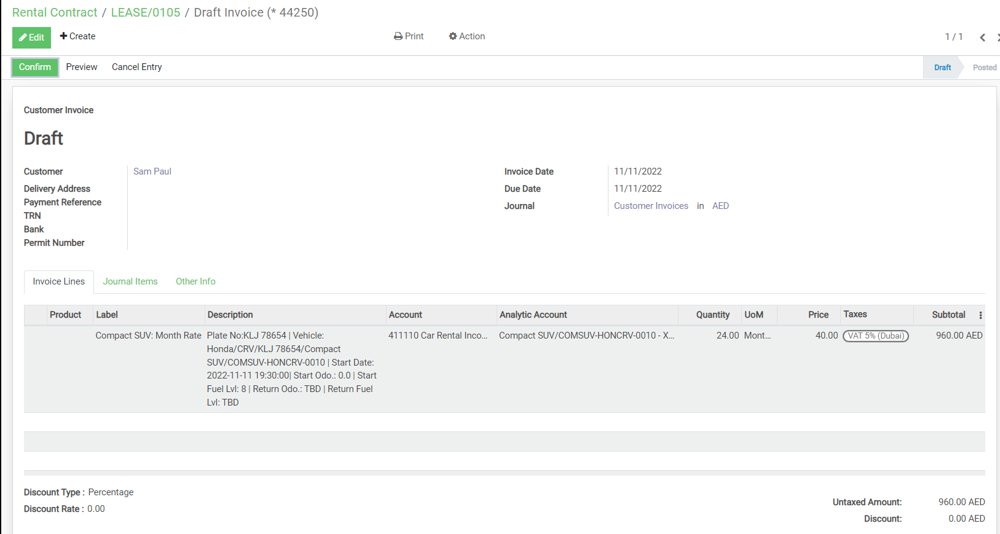 Rental Contract / LEASE/0105 / Draft Invoice (* 44250)
Edit Create Print Action 1 / 1
Confirm Preview Cancel Entry Draft Posted
Customer Invoice
Draft
Customer Sam Paul Invoice Date 11/11/2022
Delivery Address Due Date 11/11/2022
Payment Reference
Journal Customer Invoices in AED
TRN
Bank
Permit Number
Invoice Lines Journal Items Other Info
Product Label Description Account Analytic Account Quantity UoM Price Taxes Subtotal
Compact SUV: Month Rate Plate No:KLJ 78654 | Vehicle: 411110 Car Rental Inco... Compact SUV/COMSUV-HONCRV-0010 - X... 24.00 Mont... 40.00 VAT 5% (Dubai) 960.00 AED
Honda/CRV/KLJ 78654/Compact
SUV/COMSUV-HONCRV-0010 | Start Date:
2022-11-11 19:30:00| Start Odo.: 0.0 | Start
Fuel Lvl: 8 | Return Odo.: TBD | Return Fuel
Lvl: TBD
Discount Type : Percentage
Untaxed Amount: 960.00 AED
Discount Rate : 0.00
Discount: 0.00 AED